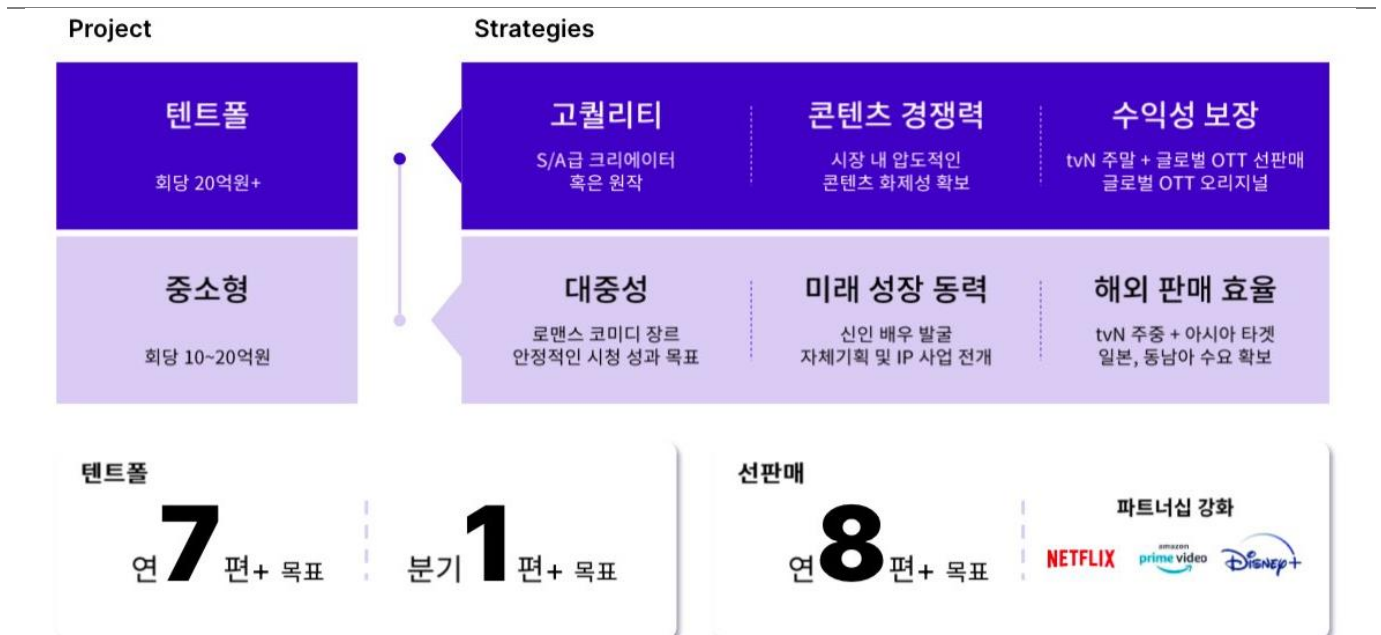 Project
Strategies
텐트폴
회당 20억원+
고퀄리티
S/A급 크리에이터
혹은 원작
콘텐츠 경쟁력
시장 내 압도적인
콘텐츠 화제성 확보
수익성 보장
tvN 주말 + 글로벌 OTT 선판매
글로벌 OTT 오리지널
중소형
회당 10~20억원
대중성
로맨스 코미디 장르
안정적인 시청 성과 목표
미래 성장 동력
신인 배우 발굴
자체기획 및 IP 사업 전개
해외 판매 효율
tvN 주중 + 아시아 타겟
일본, 동남아 수요 확보
텐트폴
연 7 편+ 목표
분기 1 편+ 목표
선판매
연 8 편+ 목표
파트너십 강화
NETFLIX
amazon
prime video
Disney+